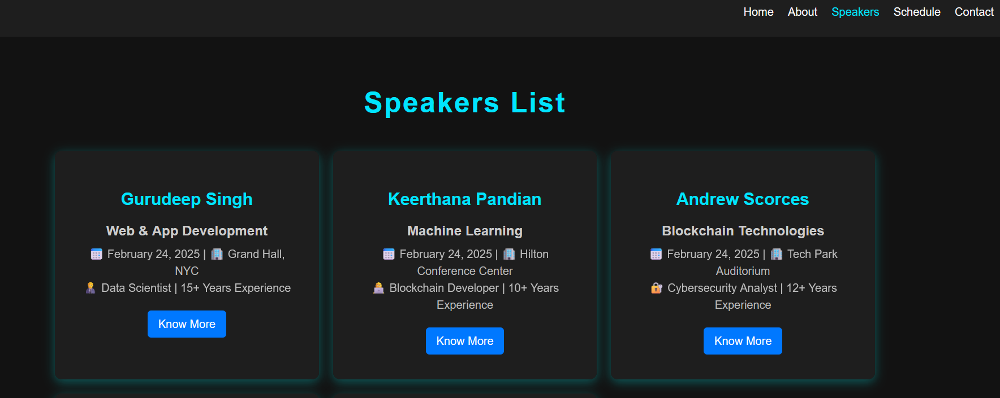 Home About Speakers Schedule Contact
Speakers List
Gurudeep Singh
Web & App Development
February 24, 2025 | Grand Hall,
NYC
Data Scientist | 15+ Years Experience
Know More
Keerthana Pandian
Machine Learning
February 24, 2025 | Hilton
Conference Center
Blockchain Developer | 10+ Years
Experience
Know More
Andrew Scorces
Blockchain Technologies
February 24, 2025 | Tech Park
Auditorium
Cybersecurity Analyst | 12+ Years
Experience
Know More